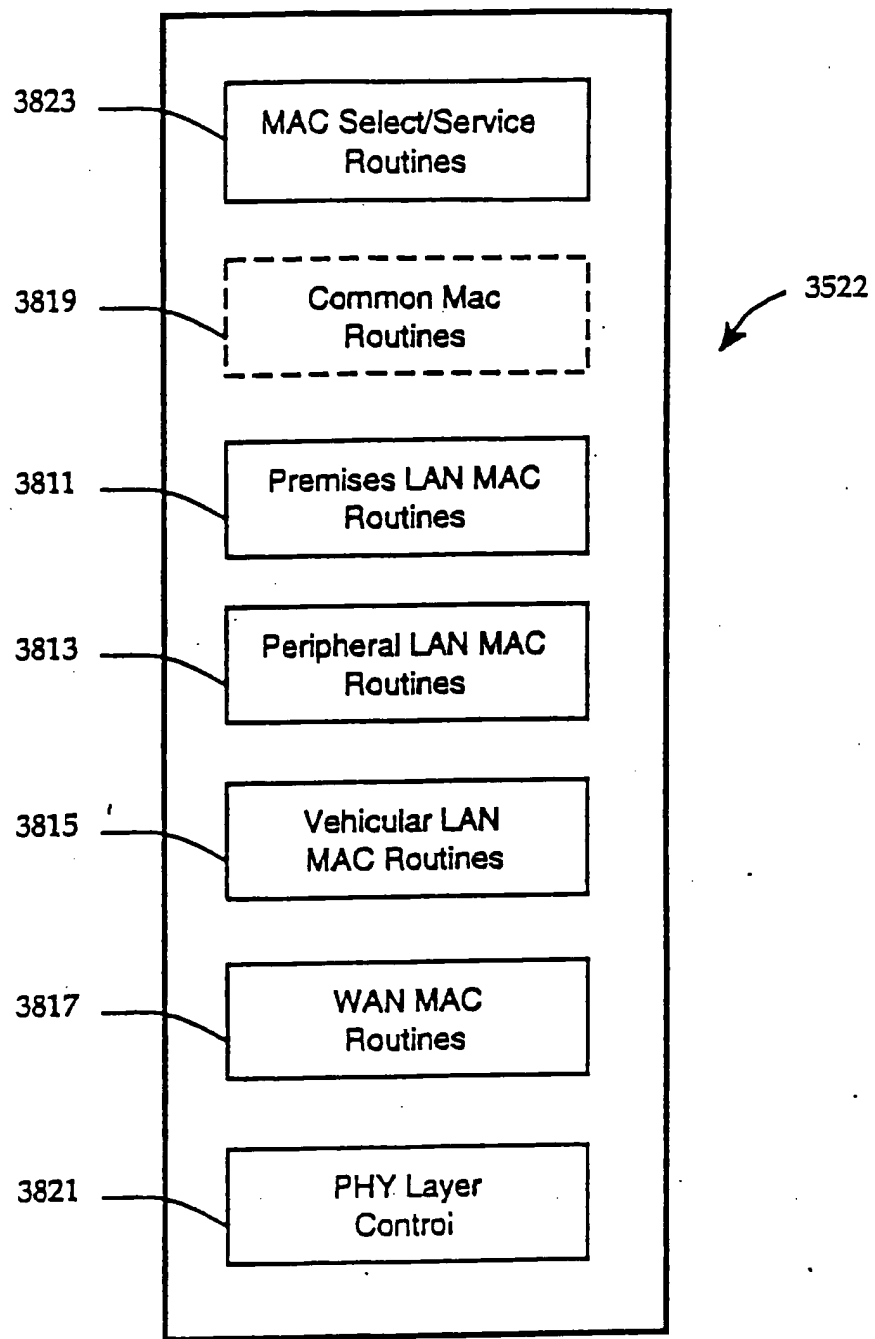 3823
MAC Select/Service
Routines
3819
Common Mac
Routines
3522
3811
Premises LAN MAC
Routines
3813
Peripheral LAN MAC
Routines
3815
Vehicular LAN
MAC Routines
3817
WAN MAC
Routines
3821
PHY Layer
Control